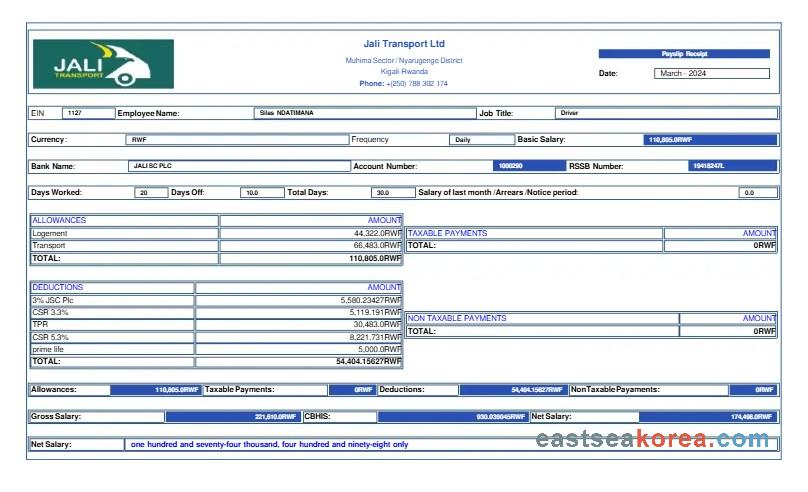 JALI
TRANSPORT
Jali Transport Ltd
Muhima Sector / Nyarugenge District
Kigali Rwanda
Phone: +(250) 788 302 174
Payslip Receipt
Date: March - 2024
EIN 1127 Employee Name: Silas NDATIMANA Job Title: Driver
Currency: RWF Frequency Daily Basic Salary: 110,805.0RWF
Bank Name: JALI SC PLC Account Number: 1000290 RSSB Number: 19418247L
Days Worked: 20 Days Off: 10.0 Total Days: 30.0 Salary of last month /Arrears /Notice period: 0.0
ALLOWANCES AMOUNT
Logement 44,322.0RWF
Transport 66,483.0RWF
TOTAL: 110,805.0RWF
TAXABLE PAYMENTS AMOUNT
TOTAL: 0RWF
DEDUCTIONS AMOUNT
3% JSC Plc 5,580.23427RWF
CSR 3.3% 5,119.191RWF
TPR 30,483.0RWF
CSR 5.3% 8,221.731RWF
prime life 5,000.0RWF
TOTAL: 54,404.15627RWF
NON TAXABLE PAYMENTS AMOUNT
TOTAL: 0RWF
Allowances: 110,805.0RWF Taxable Payments: 0RWF Deductions: 54,404.15627RWF NonTaxable Payaments: 0RWF
Gross Salary: 221,610.0RWF CBHIS: 930.039045RWF Net Salary: 174,498.0RWF
Net Salary: one hundred and seventy-four thousand, four hundred and ninety-eight only
eastseakorea.com